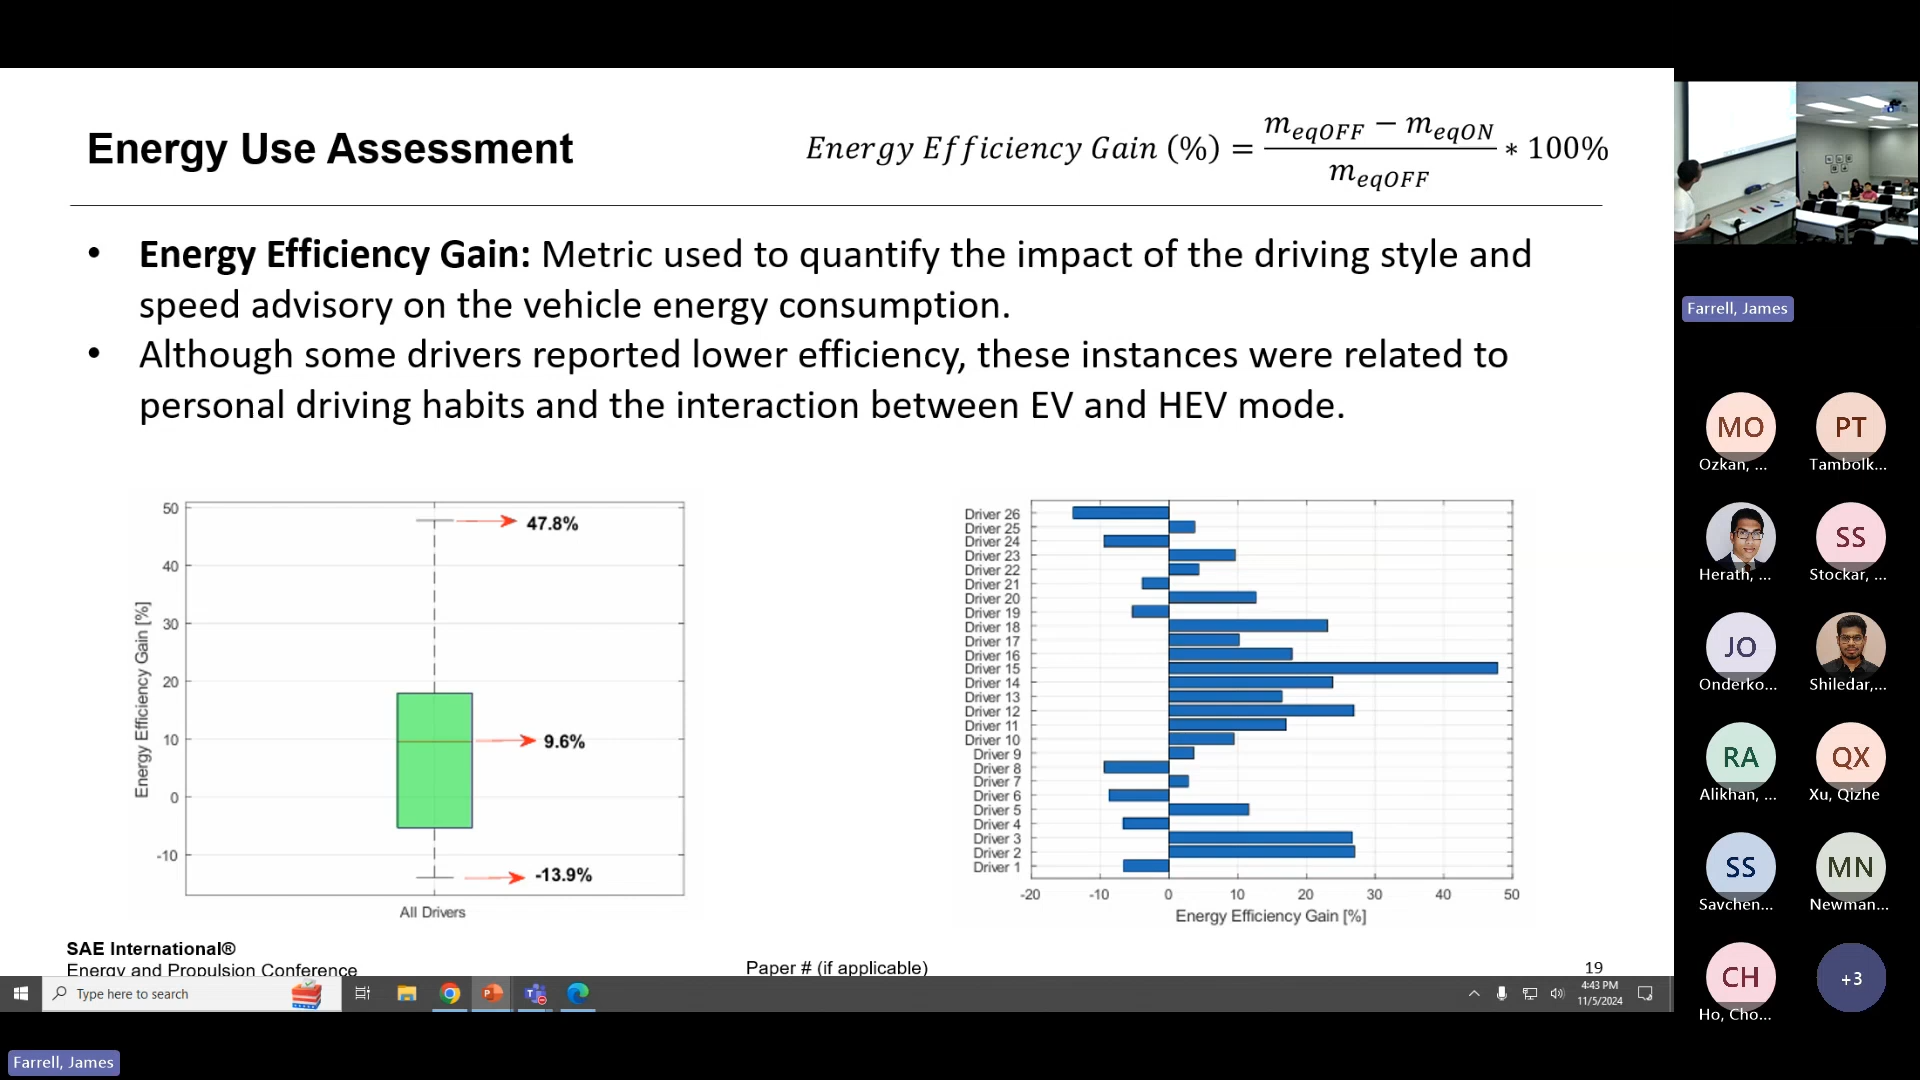 Energy Use Assessment
Energy Efficiency Gain (%) = (m_eqOFF − m_eqON) / m_eqOFF * 100%
• Energy Efficiency Gain: Metric used to quantify the impact of the driving style and
speed advisory on the vehicle energy consumption.
• Although some drivers reported lower efficiency, these instances were related to
personal driving habits and the interaction between EV and HEV mode.
Energy Efficiency Gain [%]
50
40
30
20
10
0
-10
47.8%
9.6%
-13.9%
All Drivers
Driver 26
Driver 25
Driver 24
Driver 23
Driver 22
Driver 21
Driver 20
Driver 19
Driver 18
Driver 17
Driver 16
Driver 15
Driver 14
Driver 13
Driver 12
Driver 11
Driver 10
Driver 9
Driver 8
Driver 7
Driver 6
Driver 5
Driver 4
Driver 3
Driver 2
Driver 1
-20 -10 0 10 20 30 40 50
Energy Efficiency Gain [%]
SAE International®
Energy and Propulsion Conference
Paper # (if applicable)
19
Type here to search
4:43 PM
11/5/2024
Farrell, James
MO
Ozkan, ...
PT
Tambolk...
Herath, ...
SS
Stockar, ...
JO
Onderko...
Shiledar,...
RA
Alikhan, ...
QX
Xu, Qizhe
SS
Savchen...
MN
Newman...
CH
Ho, Cho...
+3
Farrell, James